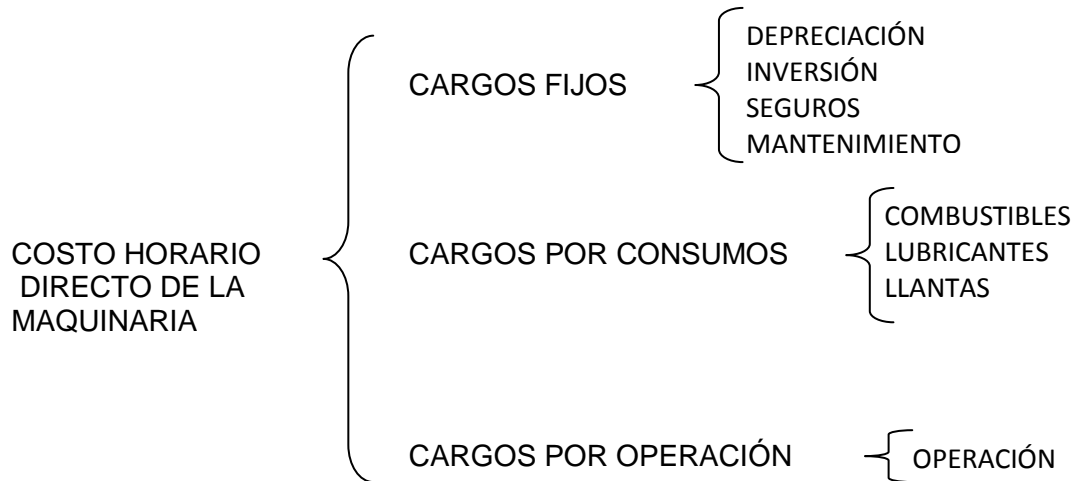 COSTO HORARIO
DIRECTO DE LA
MAQUINARIA
CARGOS FIJOS
DEPRECIACIÓN
INVERSIÓN
SEGUROS
MANTENIMIENTO
CARGOS POR CONSUMOS
COMBUSTIBLES
LUBRICANTES
LLANTAS
CARGOS POR OPERACIÓN
OPERACIÓN